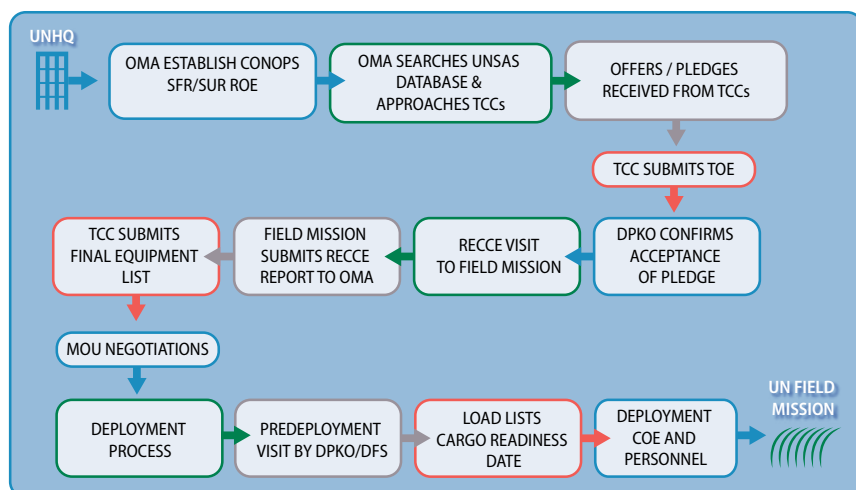 UNHQ
OMA ESTABLISH CONOPS
SFR/SUR ROE
OMA SEARCHES UNSAS
DATABASE &
APPROACHES TCCs
OFFERS / PLEDGES
RECEIVED FROM TCCs
TCC SUBMITS TOE
DPKO CONFIRMS
ACCEPTANCE
OF PLEDGE
RECCE VISIT
TO FIELD MISSION
FIELD MISSION
SUBMITS RECCE
REPORT TO OMA
TCC SUBMITS
FINAL EQUIPMENT
LIST
MOU NEGOTIATIONS
DEPLOYMENT
PROCESS
PREDEPLOYMENT
VISIT BY DPKO/DFS
LOAD LISTS
CARGO READINESS
DATE
DEPLOYMENT
COE AND
PERSONNEL
UN FIELD
MISSION